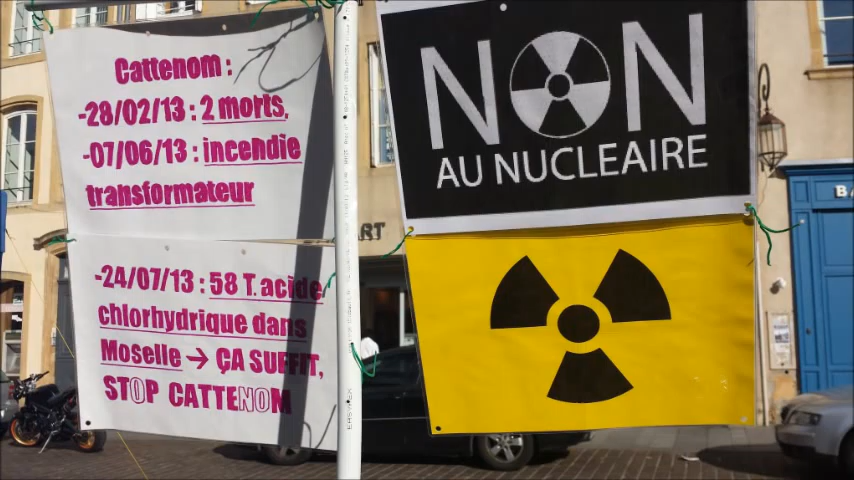 Cattenom :
-28/02/13 : 2 morts,
-07/06/13 : incendie
transformateur
-24/07/13 : 58 T. acide
chlorhydrique dans
Moselle → ÇA SUFFIT,
STOP CATTENOM
NON
AU NUCLEAIRE
ART
BA